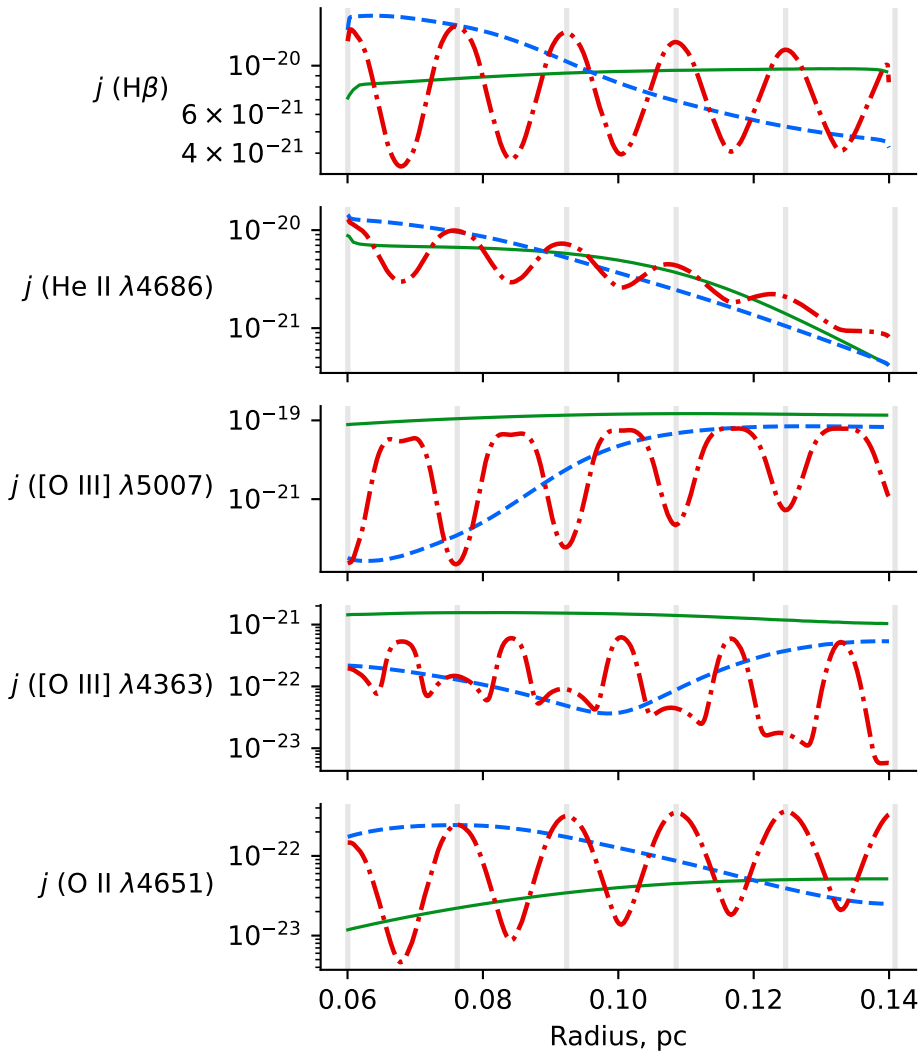 10⁻²⁰
j (Hβ)
6 × 10⁻²¹
4 × 10⁻²¹
10⁻²⁰
j (He II λ4686)
10⁻²¹
10⁻¹⁹
j ([O III] λ5007)
10⁻²¹
10⁻²¹
j ([O III] λ4363)
10⁻²²
10⁻²³
10⁻²²
j (O II λ4651)
10⁻²³
0.06 0.08 0.10 0.12 0.14
Radius, pc